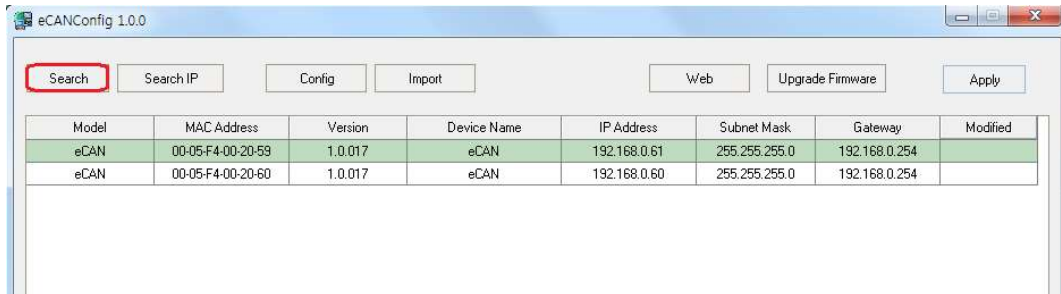 eCANConfig 1.0.0
Search Search IP Config Import Web Upgrade Firmware Apply
Model MAC Address Version Device Name IP Address Subnet Mask Gateway Modified
eCAN 00-05-F4-00-20-59 1.0.017 eCAN 192.168.0.61 255.255.255.0 192.168.0.254
eCAN 00-05-F4-00-20-60 1.0.017 eCAN 192.168.0.60 255.255.255.0 192.168.0.254